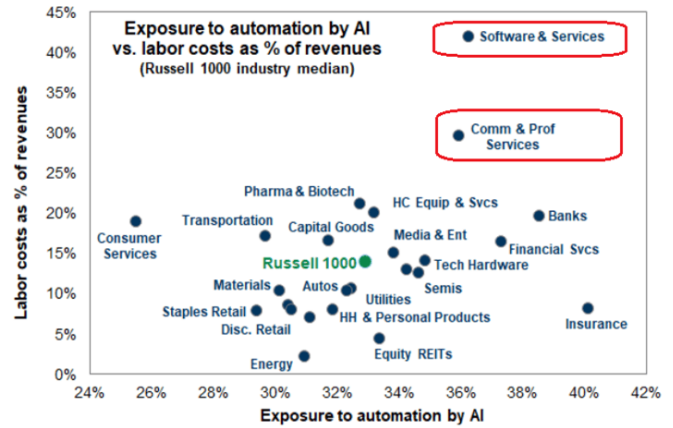 Exposure to automation by AI
vs. labor costs as % of revenues
(Russell 1000 industry median)
Labor costs as % of revenues
45%
40%
35%
30%
25%
20%
15%
10%
5%
0%
Software & Services
Comm & Prof
Services
Pharma & Biotech
HC Equip & Svcs
Banks
Consumer
Services
Transportation
Capital Goods
Media & Ent
Financial Svcs
Russell 1000
Tech Hardware
Materials
Autos
Semis
Utilities
Staples Retail
HH & Personal Products
Insurance
Disc. Retail
Equity REITs
Energy
24%
26%
28%
30%
32%
34%
36%
38%
40%
42%
Exposure to automation by AI